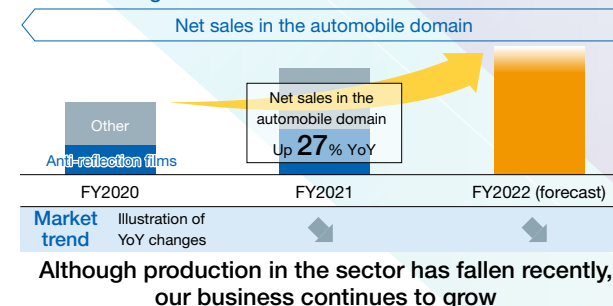 Net sales in the automobile domain
Net sales in the
automobile domain
Up 27% YoY
Other
Anti-reflection films
FY2020
FY2021
FY2022 (forecast)
Market
trend
Illustration of
YoY changes
Although production in the sector has fallen recently,
our business continues to grow